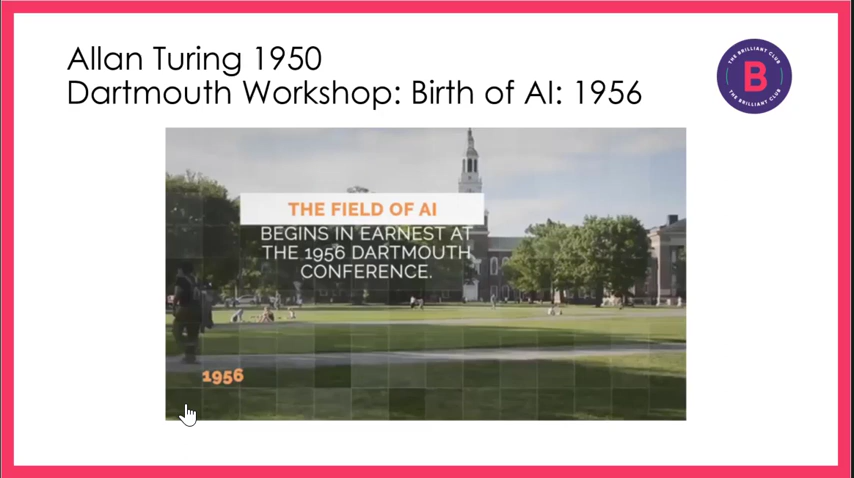 Allan Turing 1950
Dartmouth Workshop: Birth of AI: 1956
THE BRILLIANT CLUB
B
THE BRILLIANT CLUB
THE FIELD OF AI
BEGINS IN EARNEST AT
THE 1956 DARTMOUTH
CONFERENCE.
1956